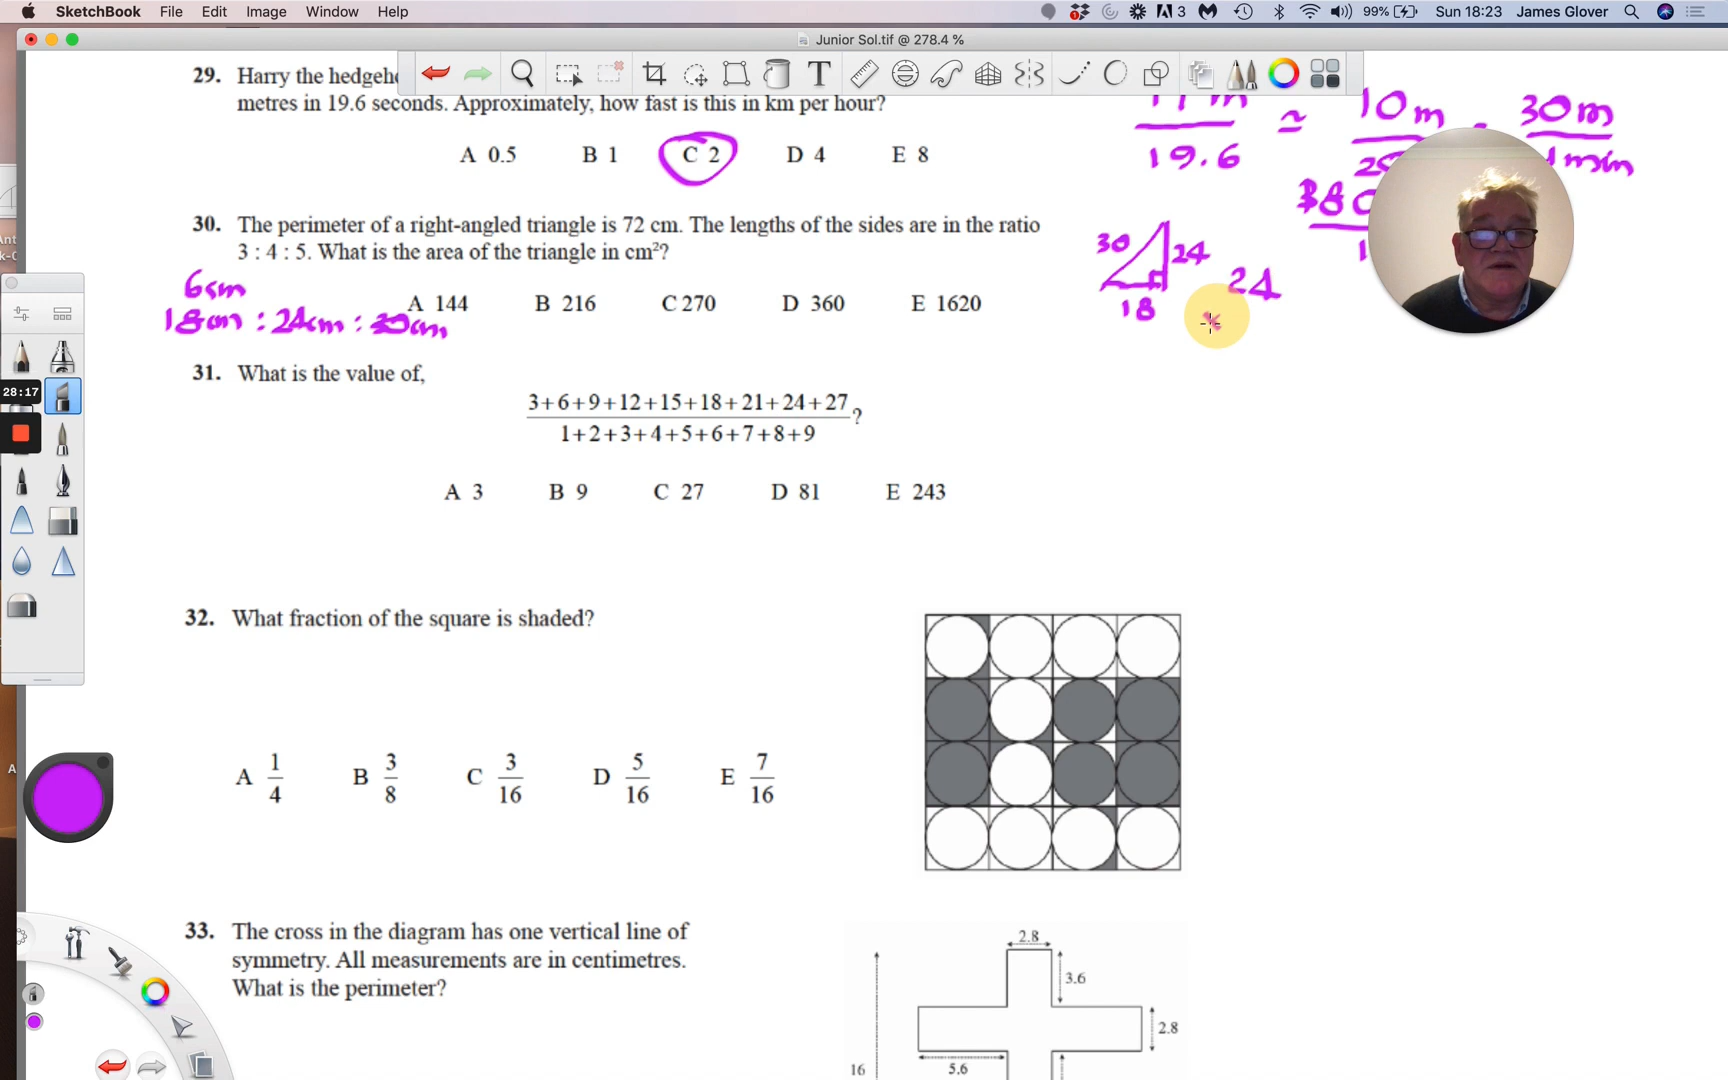 SketchBook File Edit Image Window Help 3 99% Sun 18:23 James Glover
Junior Sol.tif @ 278.4 %
29. Harry the hedgeh
metres in 19.6 seconds. Approximately, how fast is this in km per hour?
A 0.5 B 1 C 2 D 4 E 8
19.6 ≃ 10m 30m
1min
30. The perimeter of a right-angled triangle is 72 cm. The lengths of the sides are in the ratio
3 : 4 : 5. What is the area of the triangle in cm²?
6cm
18cm : 24cm : 30cm
A 144 B 216 C 270 D 360 E 1620
30 24
18
24
×
31. What is the value of,
3+6+9+12+15+18+21+24+27
1+2+3+4+5+6+7+8+9
?
A 3 B 9 C 27 D 81 E 243
28:17
32. What fraction of the square is shaded?
A 1/4 B 3/8 C 3/16 D 5/16 E 7/16
33. The cross in the diagram has one vertical line of
symmetry. All measurements are in centimetres.
What is the perimeter?
2.8
3.6
2.8
5.6
16